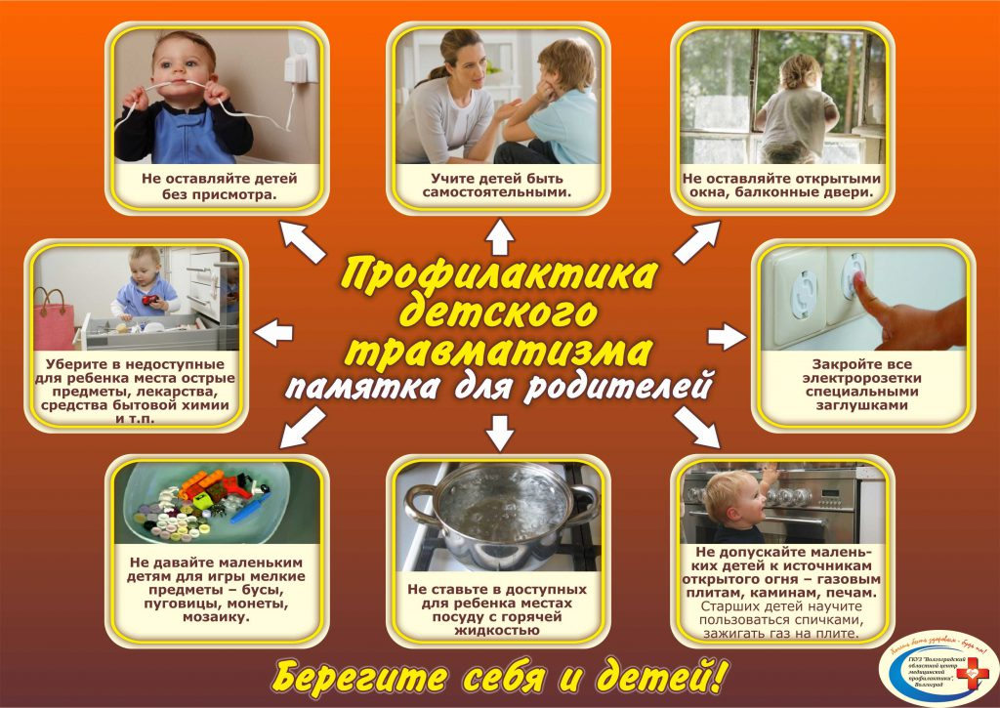 Не оставляйте детей
без присмотра.
Учите детей быть
самостоятельными.
Не оставляйте открытыми
окна, балконные двери.
Профилактика
детского
травматизма
памятка для родителей
Уберите в недоступные
для ребенка места острые
предметы, лекарства,
средства бытовой химии
и т.п.
Закройте все
электророзетки
специальными
заглушками
Не давайте маленьким
детям для игры мелкие
предметы – бусы,
пуговицы, монеты,
мозаику.
Не ставьте в доступных
для ребенка местах
посуду с горячей
жидкостью
Не допускайте малень-
ких детей к источникам
открытого огня – газовым
плитам, каминам, печам.
Старших детей научите
пользоваться спичками,
зажигать газ на плите.
Берегите себя и детей!
Хочешь быть здоровым - будь им!
ГКУЗ "Волгоградский
областной центр
медицинской
профилактики",
Волгоград